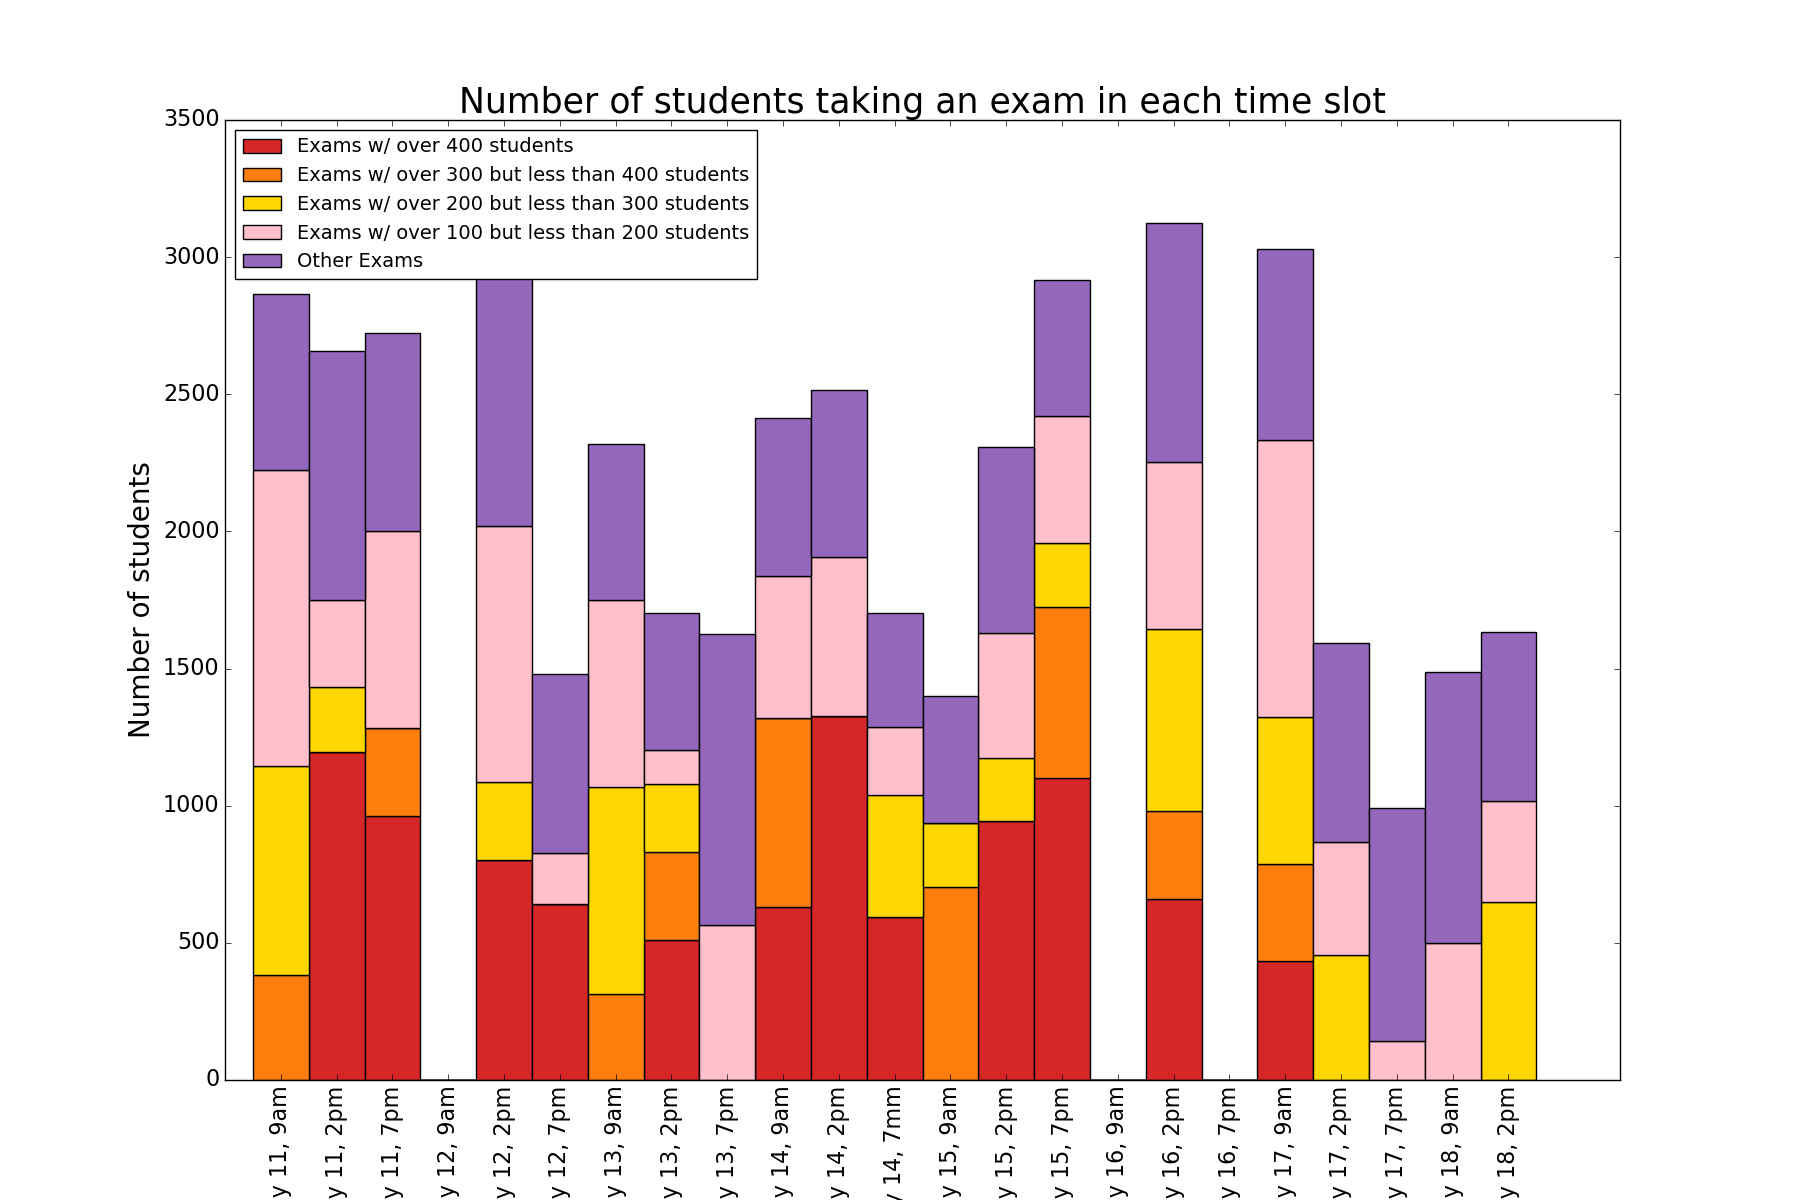 Number of students taking an exam in each time slot
Exams w/ over 400 students
Exams w/ over 300 but less than 400 students
Exams w/ over 200 but less than 300 students
Exams w/ over 100 but less than 200 students
Other Exams
Number of students
3500
3000
2500
2000
1500
1000
500
0
y 11, 9am
y 11, 2pm
y 11, 7pm
y 12, 9am
y 12, 2pm
y 12, 7pm
y 13, 9am
y 13, 2pm
y 13, 7pm
y 14, 9am
y 14, 2pm
y 14, 7mm
y 15, 9am
y 15, 2pm
y 15, 7pm
y 16, 9am
y 16, 2pm
y 16, 7pm
y 17, 9am
y 17, 2pm
y 17, 7pm
y 18, 9am
y 18, 2pm